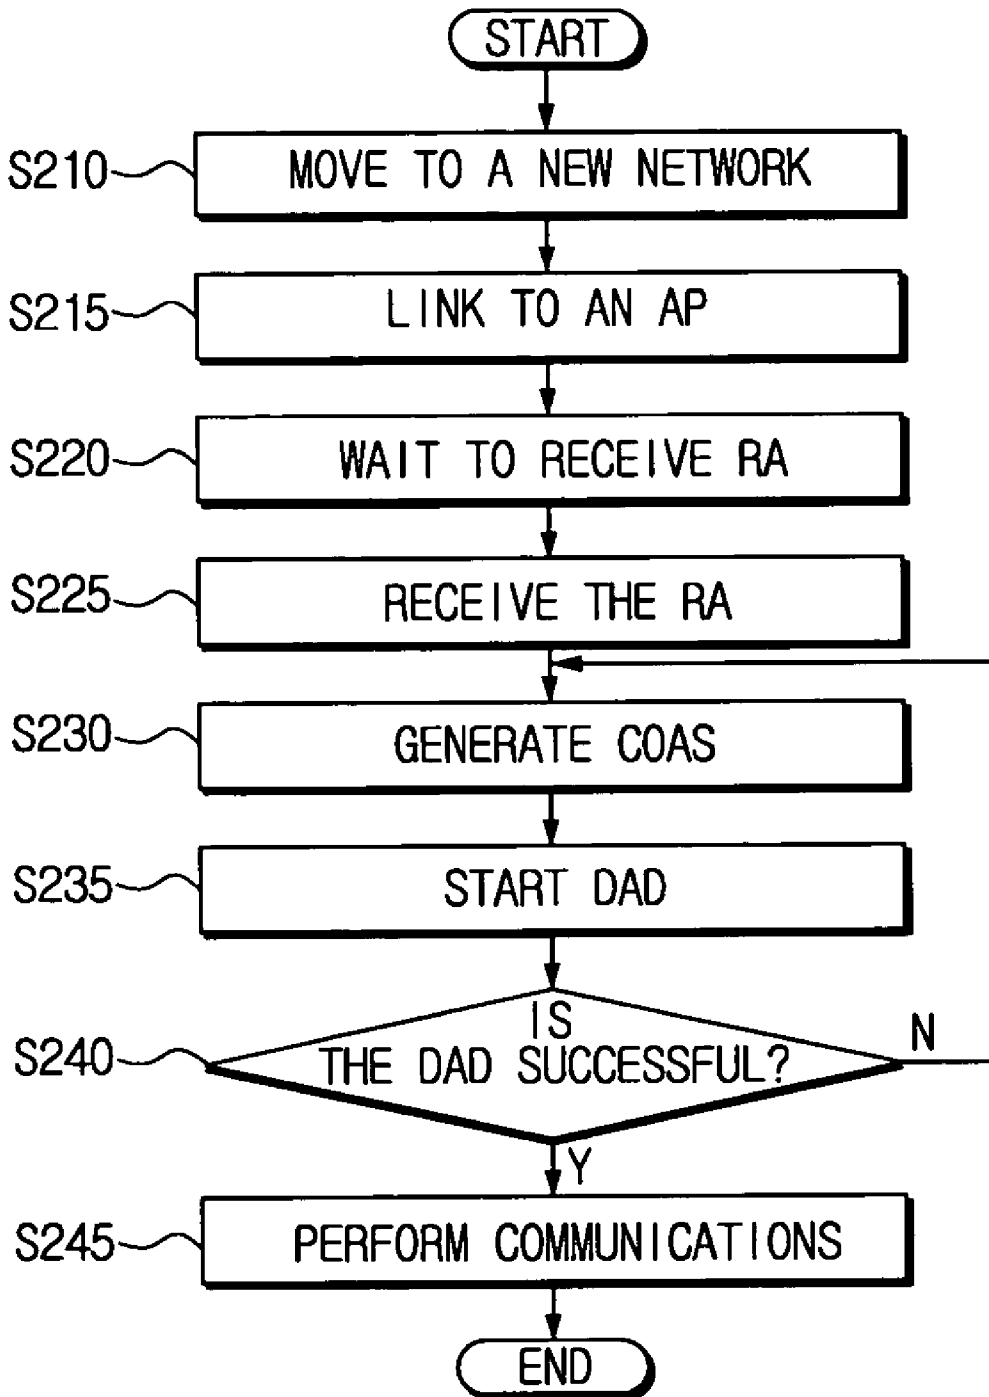 START
S210 MOVE TO A NEW NETWORK
S215 LINK TO AN AP
S220 WAIT TO RECEIVE RA
S225 RECEIVE THE RA
S230 GENERATE COAS
S235 START DAD
IS
S240 THE DAD SUCCESSFUL? N
Y
S245 PERFORM COMMUNICATIONS
END